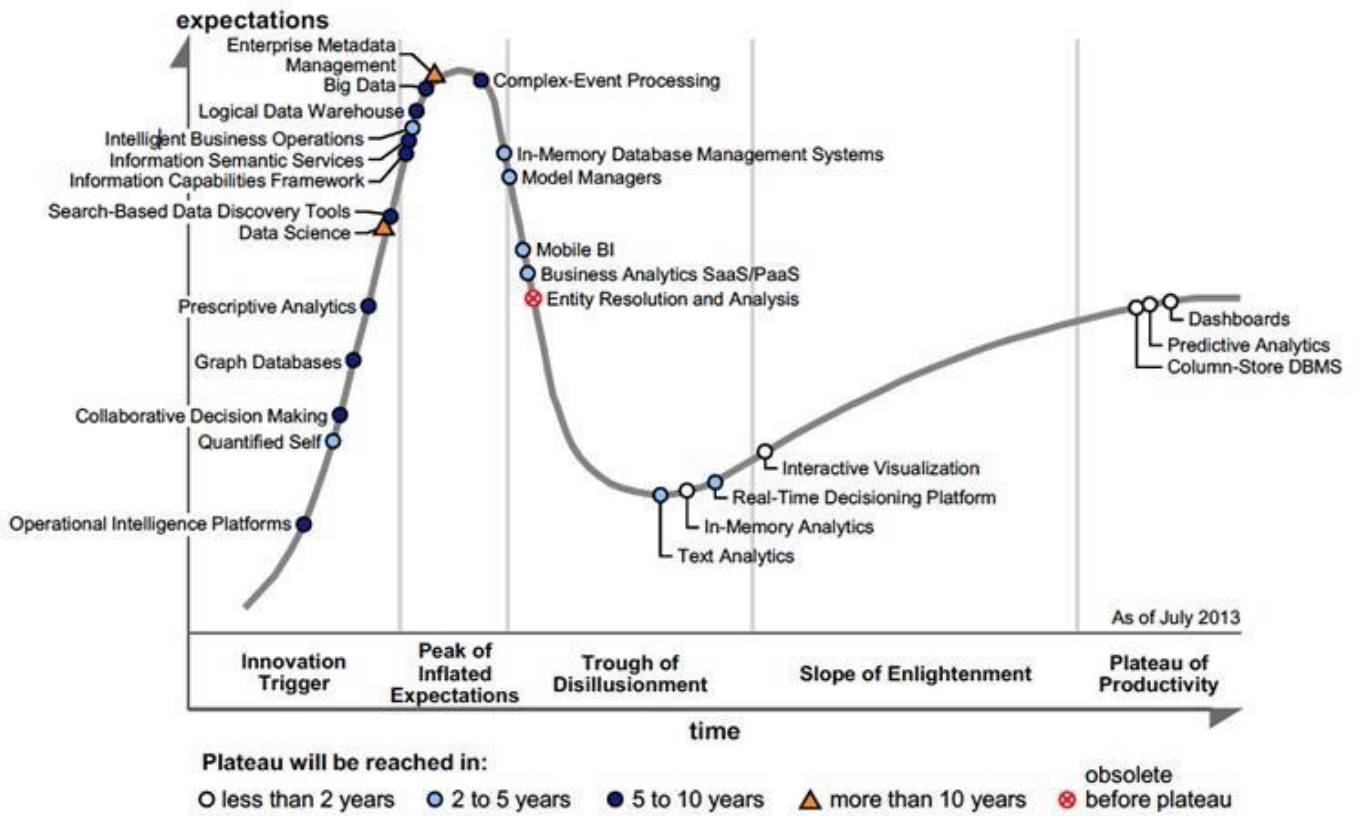 expectations
Enterprise Metadata
Management
Big Data
Logical Data Warehouse
Intelligent Business Operations
Information Semantic Services
Information Capabilities Framework
Search-Based Data Discovery Tools
Data Science
Prescriptive Analytics
Graph Databases
Collaborative Decision Making
Quantified Self
Operational Intelligence Platforms
Complex-Event Processing
In-Memory Database Management Systems
Model Managers
Mobile BI
Business Analytics SaaS/PaaS
Entity Resolution and Analysis
Text Analytics
In-Memory Analytics
Real-Time Decisioning Platform
Interactive Visualization
Dashboards
Predictive Analytics
Column-Store DBMS
As of July 2013
Innovation
Trigger
Peak of
Inflated
Expectations
Trough of
Disillusionment
Slope of Enlightenment
Plateau of
Productivity
time
Plateau will be reached in:
less than 2 years
2 to 5 years
5 to 10 years
more than 10 years
obsolete
before plateau